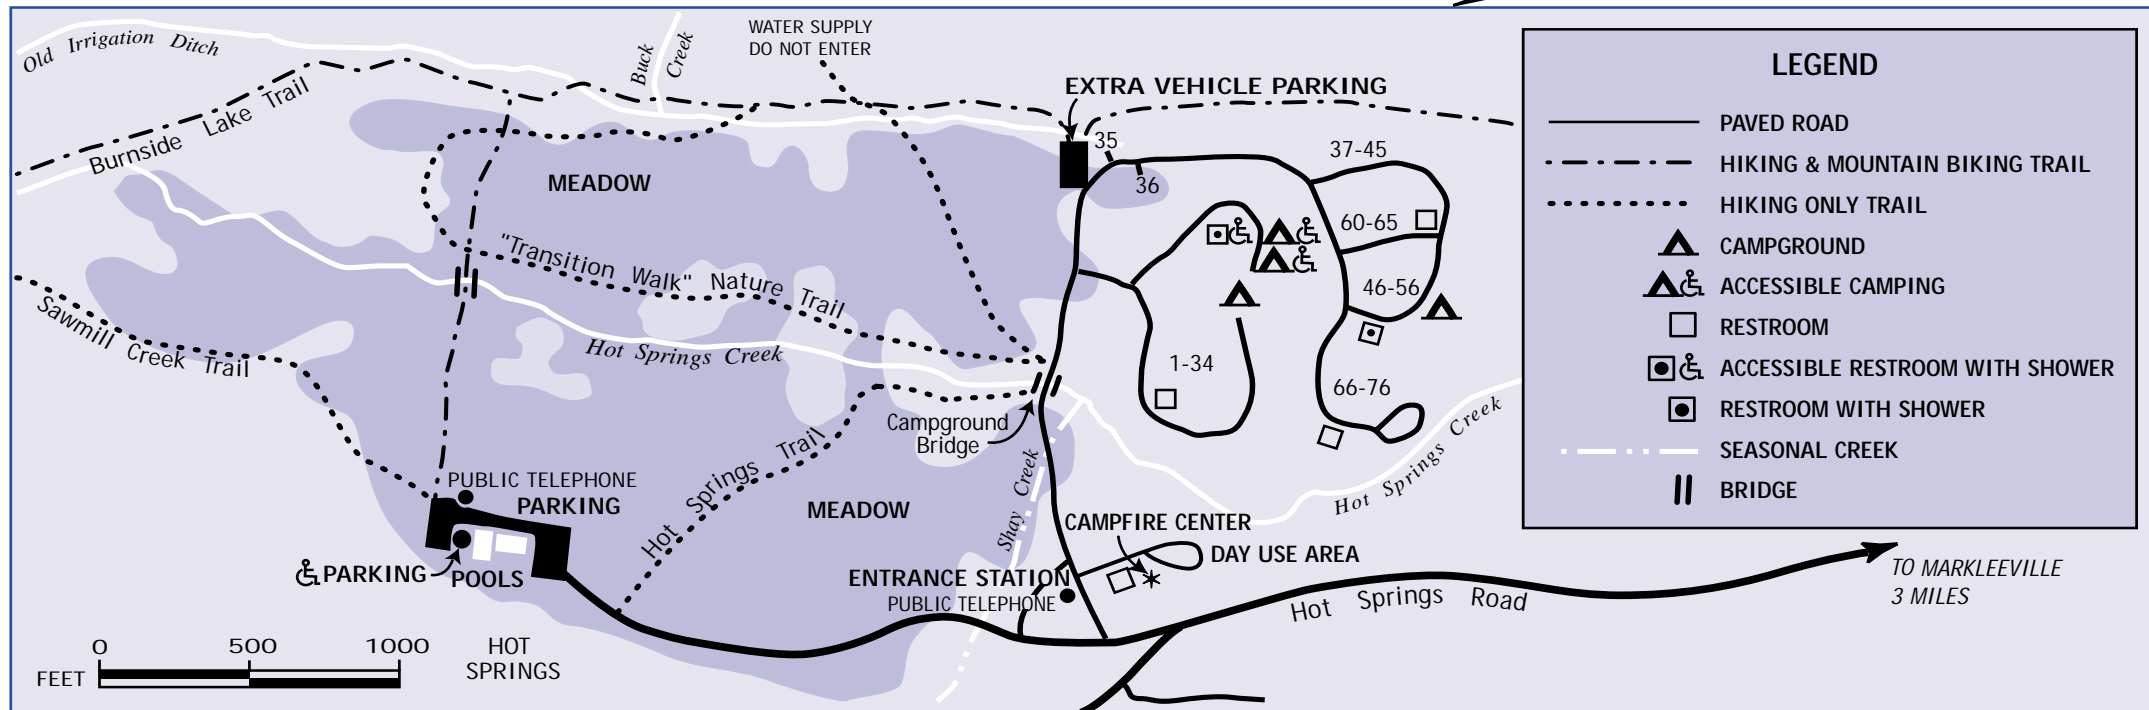 Old Irrigation Ditch
Buck
Creek
WATER SUPPLY
DO NOT ENTER
EXTRA VEHICLE PARKING
Burnside Lake Trail
MEADOW
35
36
37-45
60-65
46-56
1-34
66-76
"Transition Walk" Nature Trail
Sawmill Creek Trail
Hot Springs Creek
Campground
Bridge
Hot Springs Trail
Hot Springs Creek
PUBLIC TELEPHONE
PARKING
MEADOW
Shay Creek
CAMPFIRE CENTER
DAY USE AREA
PARKING
POOLS
ENTRANCE STATION
PUBLIC TELEPHONE
Hot Springs Road
TO MARKLEEVILLE
3 MILES
0 500 1000
FEET
HOT
SPRINGS
LEGEND
PAVED ROAD
HIKING & MOUNTAIN BIKING TRAIL
HIKING ONLY TRAIL
CAMPGROUND
ACCESSIBLE CAMPING
RESTROOM
ACCESSIBLE RESTROOM WITH SHOWER
RESTROOM WITH SHOWER
SEASONAL CREEK
BRIDGE